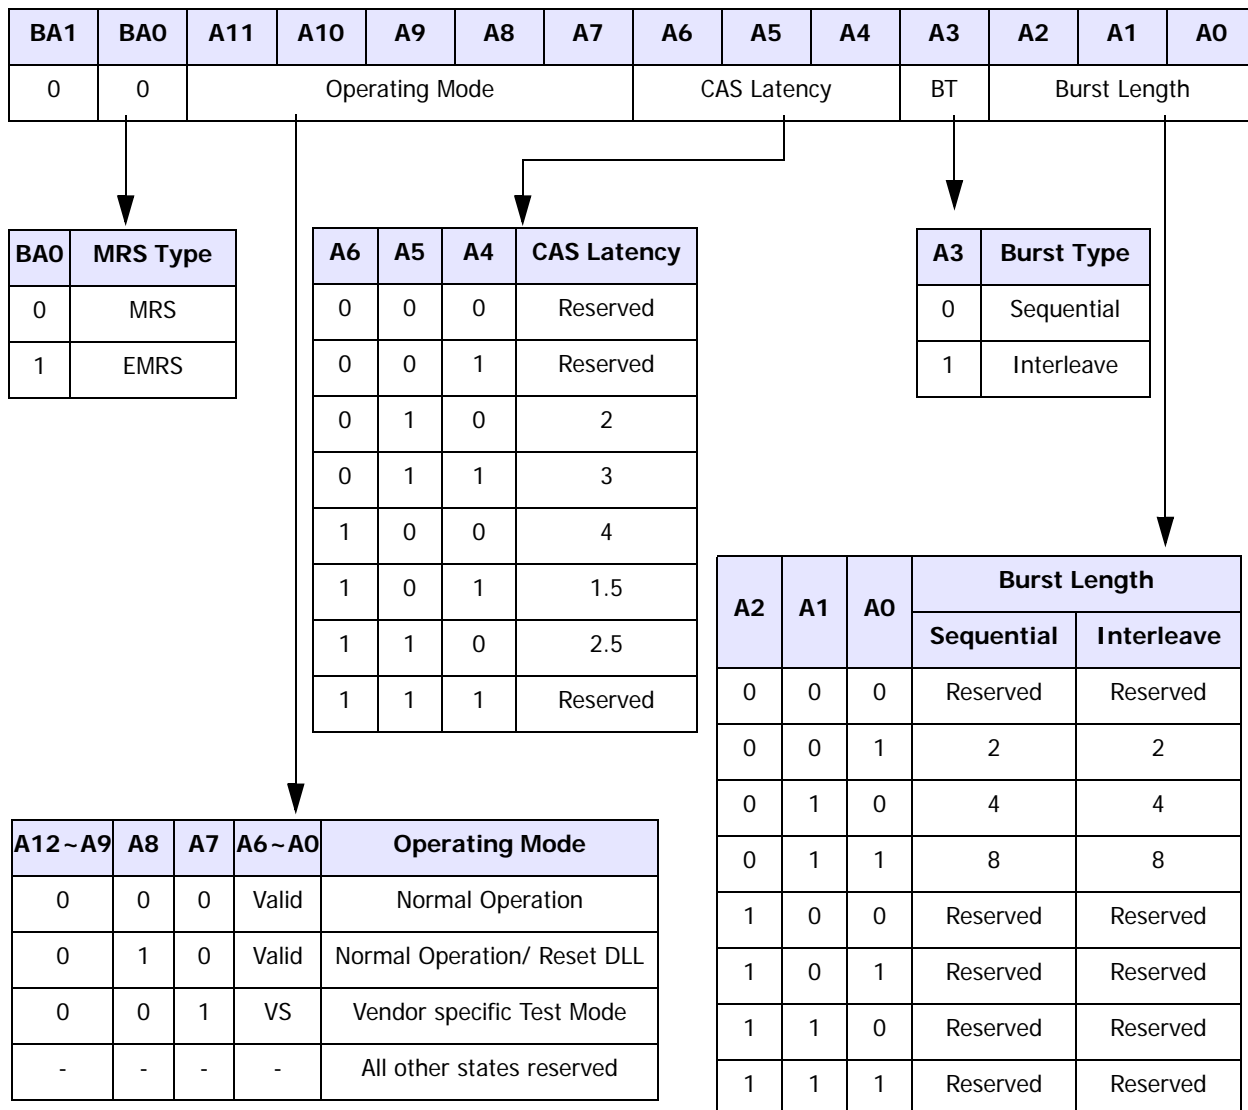 BA1 BA0 A11 A10 A9 A8 A7 A6 A5 A4 A3 A2 A1 A0
0 0 Operating Mode CAS Latency BT Burst Length
BA0 MRS Type
0 MRS
1 EMRS
A6 A5 A4 CAS Latency
0 0 0 Reserved
0 0 1 Reserved
0 1 0 2
0 1 1 3
1 0 0 4
1 0 1 1.5
1 1 0 2.5
1 1 1 Reserved
A3 Burst Type
0 Sequential
1 Interleave
A2 A1 A0 Burst Length
Sequential Interleave
0 0 0 Reserved Reserved
0 0 1 2 2
0 1 0 4 4
0 1 1 8 8
1 0 0 Reserved Reserved
1 0 1 Reserved Reserved
1 1 0 Reserved Reserved
1 1 1 Reserved Reserved
A12~A9 A8 A7 A6~A0 Operating Mode
0 0 0 Valid Normal Operation
0 1 0 Valid Normal Operation/ Reset DLL
0 0 1 VS Vendor specific Test Mode
- - - - All other states reserved